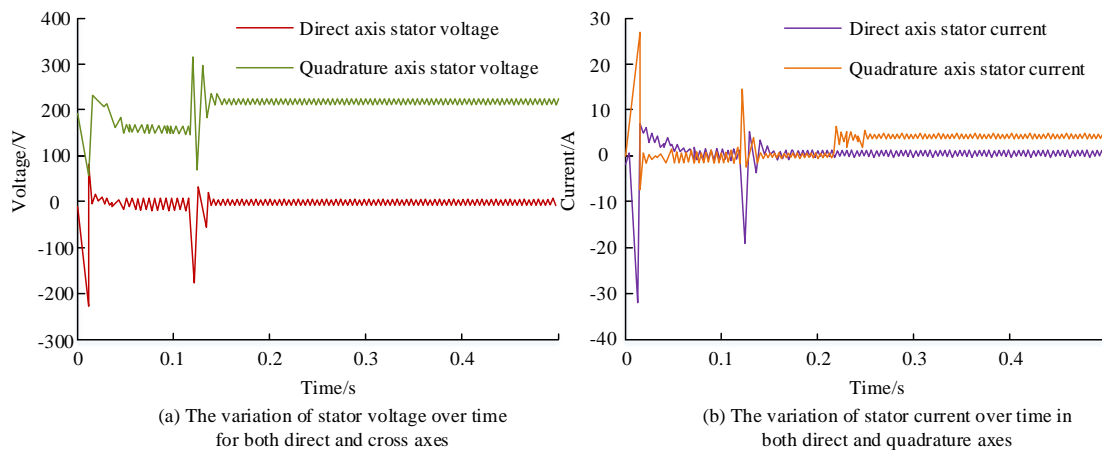 400
300
200
100
0
-100
-200
-300
Voltage/V
Direct axis stator voltage
Quadrature axis stator voltage
0
0.1
0.2
0.3
0.4
Time/s
(a) The variation of stator voltage over time
for both direct and cross axes
30
20
10
0
-10
-20
-30
-40
Current/A
Direct axis stator current
Quadrature axis stator current
0
0.1
0.2
0.3
0.4
Time/s
(b) The variation of stator current over time in
both direct and quadrature axes